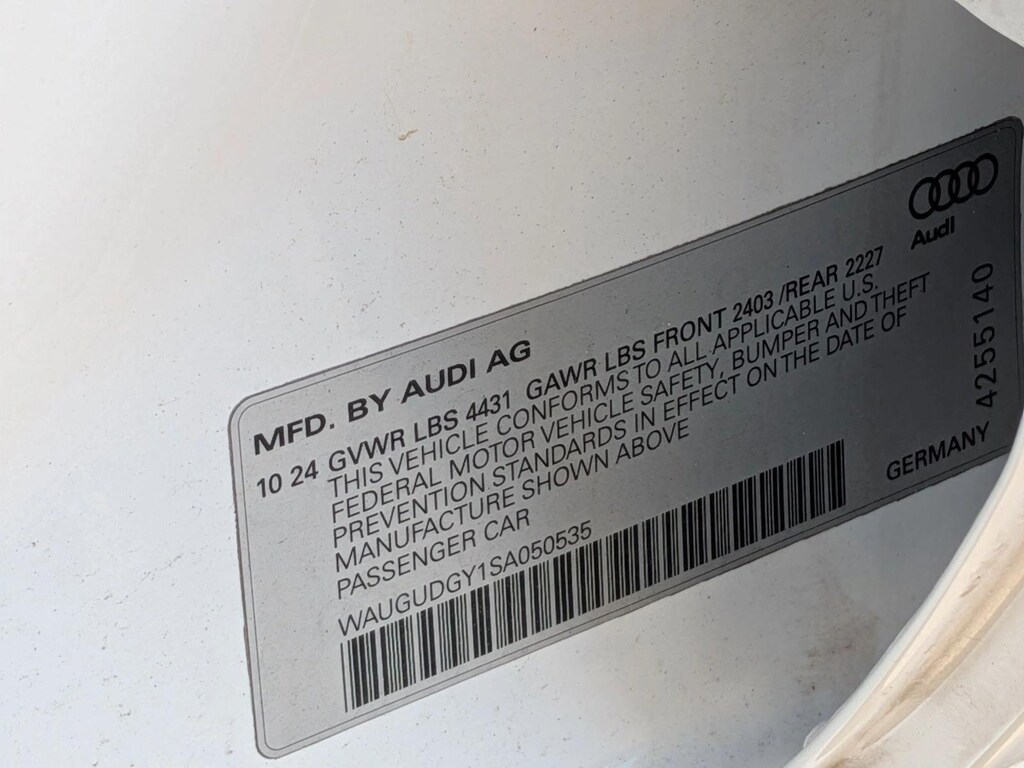 Audi
MFD. BY AUDI AG
10 24 GVWR LBS 4431 GAWR LBS FRONT 2403 /REAR 2227
THIS VEHICLE CONFORMS TO ALL APPLICABLE U.S.
FEDERAL MOTOR VEHICLE SAFETY, BUMPER AND THEFT
PREVENTION STANDARDS IN EFFECT ON THE DATE OF
MANUFACTURE SHOWN ABOVE
PASSENGER CAR
WAUGUDGY1SA050535
GERMANY
4255140